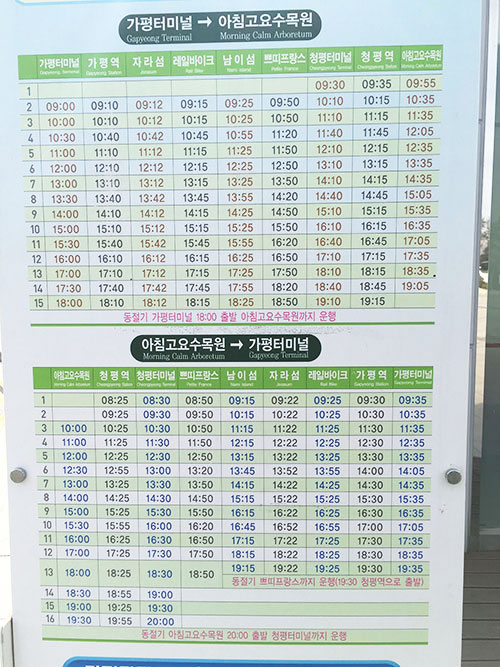 가평터미널 → 아침고요수목원
Gapyeong Terminal Morning Calm Arboretum
가평터미널 가평역 자라섬 레일바이크 남이섬 쁘띠프랑스 청평터미널 청평역 아침고요수목원
Gapyeong Terminal Gapyeong Station Jarasum Rail Bike Nami Island Petite France Cheongpyeong Terminal Cheongpyeong Station Morning Calm Arboretum
1 09:30 09:35 09:55
2 09:00 09:10 09:12 09:15 09:25 09:50 10:10 10:15 10:35
3 10:00 10:10 10:12 10:15 10:25 10:50 11:10 11:15 11:35
4 10:30 10:40 10:42 10:45 10:55 11:20 11:40 11:45 12:05
5 11:00 11:10 11:12 11:15 11:25 11:50 12:10 12:15 12:35
6 12:00 12:10 12:12 12:15 12:25 12:50 13:10 13:15 13:35
7 13:00 13:10 13:12 13:15 13:25 13:50 14:10 14:15 14:35
8 13:30 13:40 13:42 13:45 13:55 14:20 14:40 14:45 15:05
9 14:00 14:10 14:12 14:15 14:25 14:50 15:10 15:15 15:35
10 15:00 15:10 15:12 15:15 15:25 15:50 16:10 16:15 16:35
11 15:30 15:40 15:42 15:45 15:55 16:20 16:40 16:45 17:05
12 16:00 16:10 16:12 16:15 16:25 16:50 17:10 17:15 17:35
13 17:00 17:10 17:12 17:15 17:25 17:50 18:10 18:15 18:35
14 17:30 17:40 17:42 17:45 17:55 18:20 18:40 18:45 19:05
15 18:00 18:10 18:12 18:15 18:25 18:50 19:10 19:15
동절기 가평터미널 18:00 출발 아침고요수목원까지 운행
아침고요수목원 → 가평터미널
Morning Calm Arboretum Gapyeong Terminal
아침고요수목원 청평역 청평터미널 쁘띠프랑스 남이섬 자라섬 레일바이크 가평역 가평터미널
Morning Calm Arboretum Cheongpyeong Station Cheongpyeong Terminal Petite France Nami Island Jarasum Rail Bike Gapyeong Station Gapyeong Terminal
1 08:25 08:30 08:50 09:15 09:22 09:25 09:30 09:35
2 09:25 09:30 09:50 10:15 10:22 10:25 10:30 10:35
3 10:00 10:25 10:30 10:50 11:15 11:22 11:25 11:30 11:35
4 11:00 11:25 11:30 11:50 12:15 12:22 12:25 12:30 12:35
5 12:00 12:25 12:30 12:50 13:15 13:22 13:25 13:30 13:35
6 12:30 12:55 13:00 13:20 13:45 13:52 13:55 14:00 14:05
7 13:00 13:25 13:30 13:50 14:15 14:22 14:25 14:30 14:35
8 14:00 14:25 14:30 14:50 15:15 15:22 15:25 15:30 15:35
9 15:00 15:25 15:30 15:50 16:15 16:22 16:25 16:30 16:35
10 15:30 15:55 16:00 16:20 16:45 16:52 16:55 17:00 17:05
11 16:00 16:25 16:30 16:50 17:15 17:22 17:25 17:30 17:35
12 17:00 17:25 17:30 17:50 18:15 18:22 18:25 18:30 18:35
13 18:00 18:25 18:30 18:50 19:15 19:22 19:25 19:30 19:35
동절기 쁘띠프랑스까지 운행(19:30 청평역으로 출발)
14 18:30 18:55 19:00
15 19:00 19:25 19:30
16 19:30 19:55 20:00
동절기 아침고요수목원 20:00 출발 청평터미널까지 운행